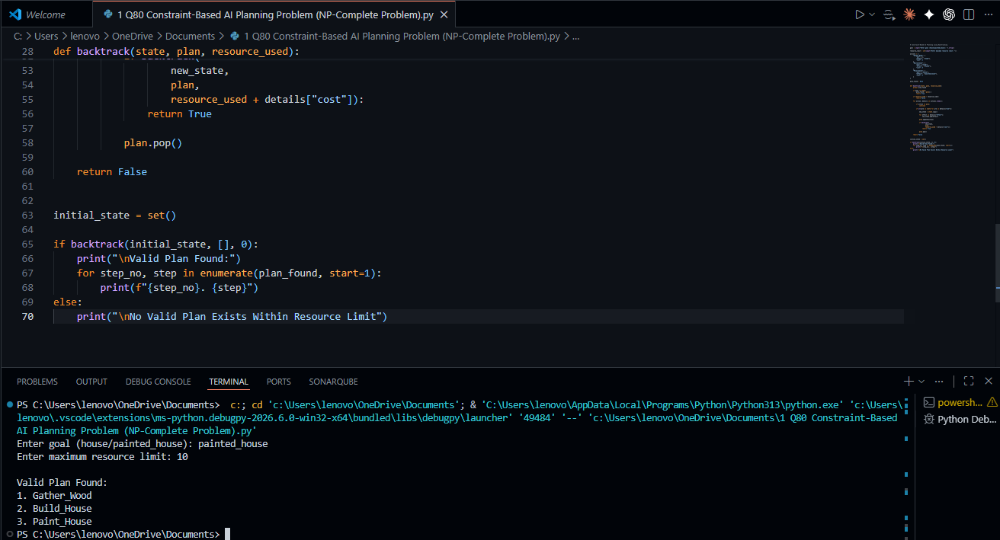 Welcome
1 Q80 Constraint-Based AI Planning Problem (NP-Complete Problem).py
C: > Users > lenovo > OneDrive > Documents > 1 Q80 Constraint-Based AI Planning Problem (NP-Complete Problem).py > ...
28 def backtrack(state, plan, resource_used):
53 new_state,
54 plan,
55 resource_used + details["cost"]):
56 return True
57
58 plan.pop()
59
60 return False
61
62
63 initial_state = set()
64
65 if backtrack(initial_state, [], 0):
66 print("\nValid Plan Found:")
67 for step_no, step in enumerate(plan_found, start=1):
68 print(f"{step_no}. {step}")
69 else:
70 print("\nNo Valid Plan Exists Within Resource Limit")
PROBLEMS OUTPUT DEBUG CONSOLE TERMINAL PORTS SONARQUBE
PS C:\Users\lenovo\OneDrive\Documents> c:; cd 'c:\Users\lenovo\OneDrive\Documents'; & 'C:\Users\lenovo\AppData\Local\Programs\Python\Python313\python.exe' 'c:\Users\
lenovo\.vscode\extensions\ms-python.debugpy-2026.6.0-win32-x64\bundled\libs\debugpy\launcher' '49484' '--' 'c:\Users\lenovo\OneDrive\Documents\1 Q80 Constraint-Based
AI Planning Problem (NP-Complete Problem).py'
Enter goal (house/painted_house): painted_house
Enter maximum resource limit: 10
Valid Plan Found:
1. Gather_Wood
2. Build_House
3. Paint_House
PS C:\Users\lenovo\OneDrive\Documents>
powersh...
Python Deb...